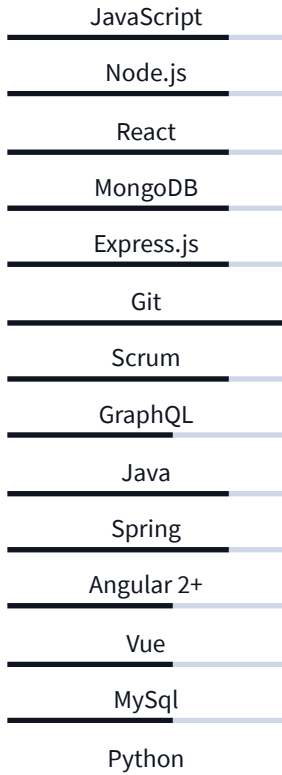 JavaScript
Node.js
React
MongoDB
Express.js
Git
Scrum
GraphQL
Java
Spring
Angular 2+
Vue
MySql
Python